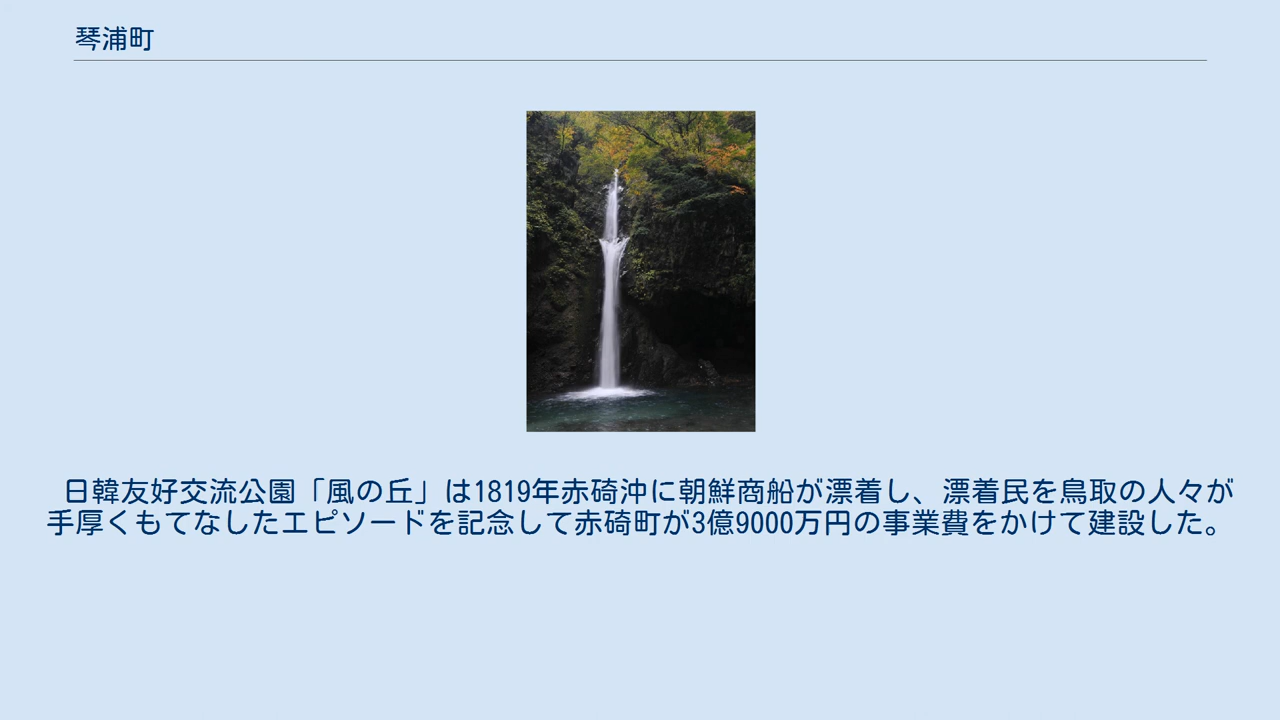 琴浦町
日韓友好交流公園「風の丘」は1819年赤碕沖に朝鮮商船が漂着し、漂着民を鳥取の人々が
手厚くもてなしたエピソードを記念して赤碕町が3億9000万円の事業費をかけて建設した。